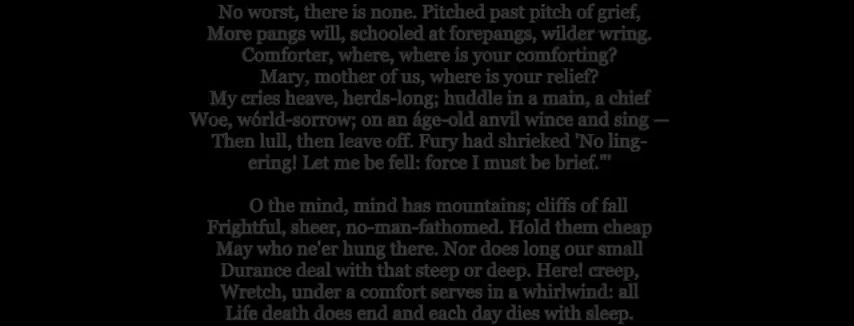 No worst, there is none. Pitched past pitch of grief,
More pangs will, schooled at forepangs, wilder wring.
Comforter, where, where is your comforting?
Mary, mother of us, where is your relief?
My cries heave, herds-long; huddle in a main, a chief
Woe, wórld-sorrow; on an áge-old anvil wince and sing —
Then lull, then leave off. Fury had shrieked 'No ling-
ering! Let me be fell: force I must be brief."'
O the mind, mind has mountains; cliffs of fall
Frightful, sheer, no-man-fathomed. Hold them cheap
May who ne'er hung there. Nor does long our small
Durance deal with that steep or deep. Here! creep,
Wretch, under a comfort serves in a whirlwind: all
Life death does end and each day dies with sleep.